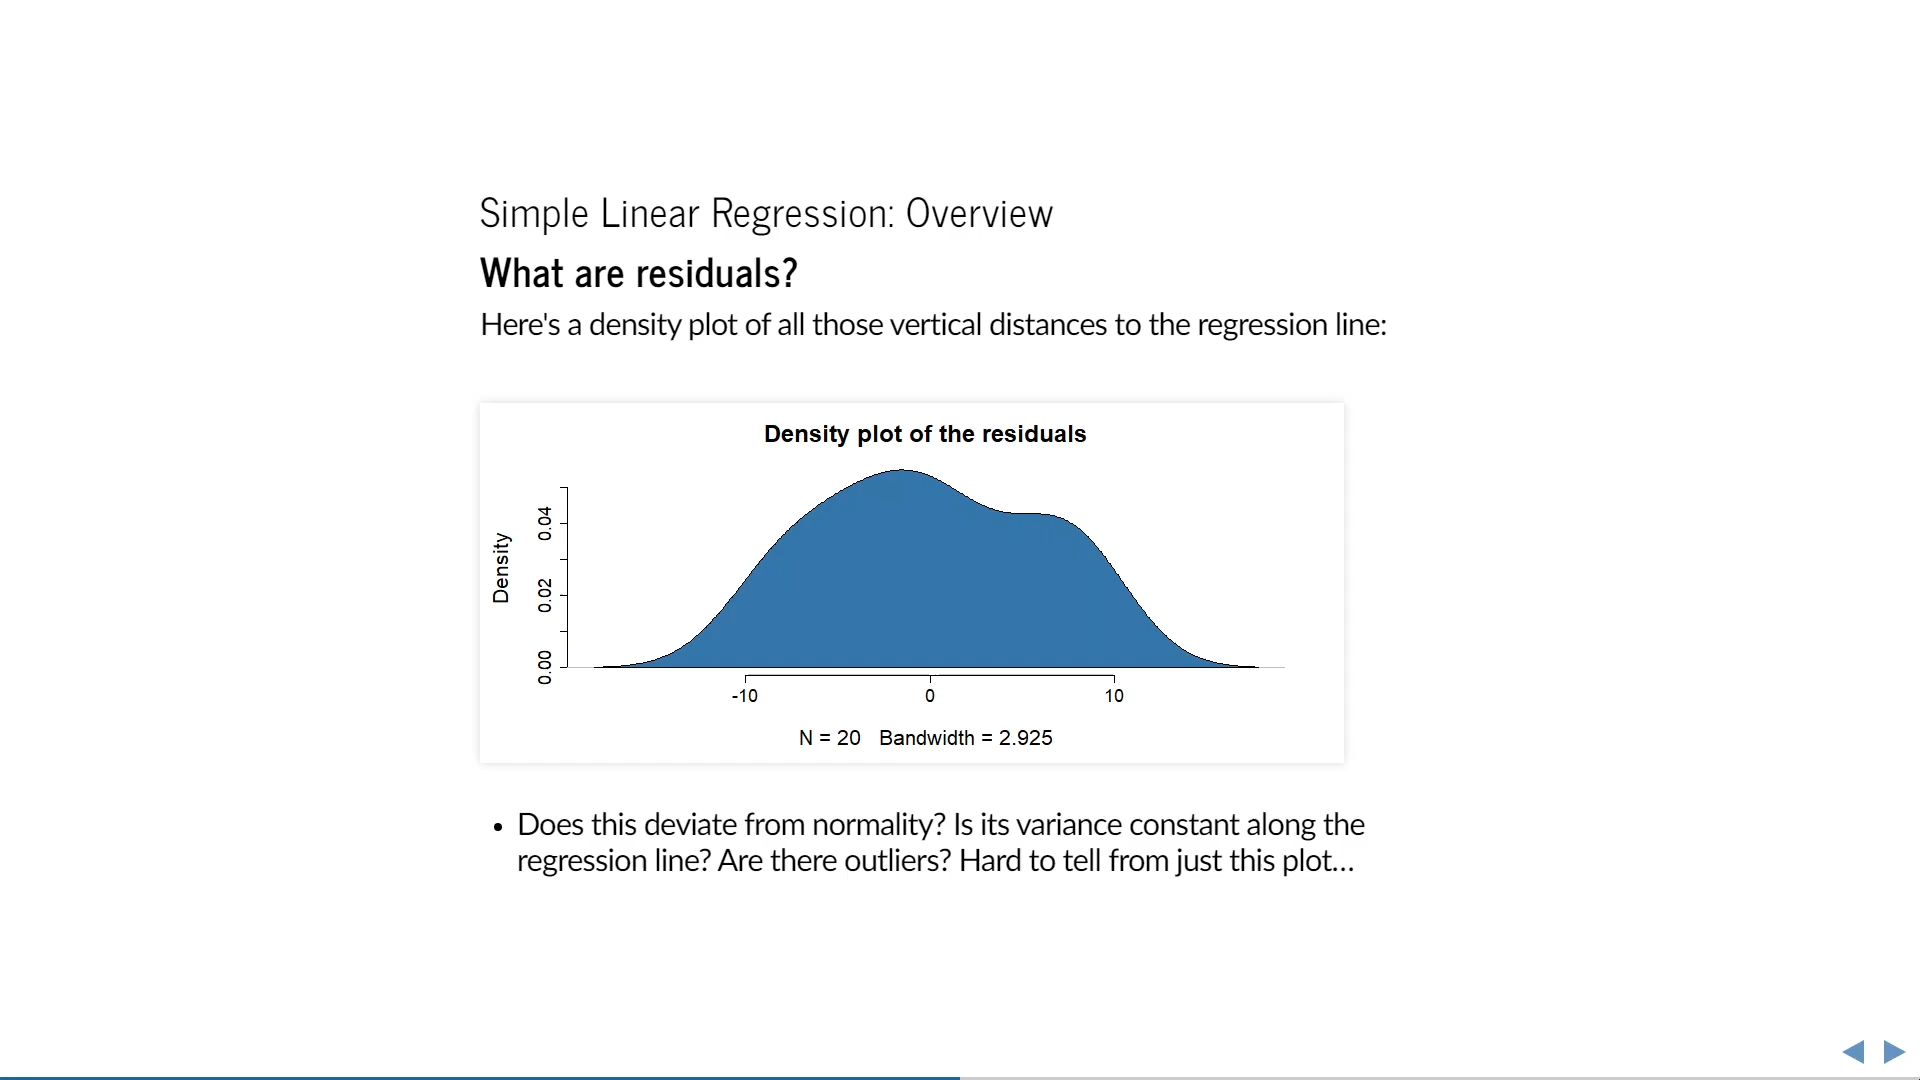 Simple Linear Regression: Overview
What are residuals?
Here's a density plot of all those vertical distances to the regression line:
Density plot of the residuals
Density
0.04
0.02
0.00
-10
0
10
N = 20 Bandwidth = 2.925
• Does this deviate from normality? Is its variance constant along the
regression line? Are there outliers? Hard to tell from just this plot...